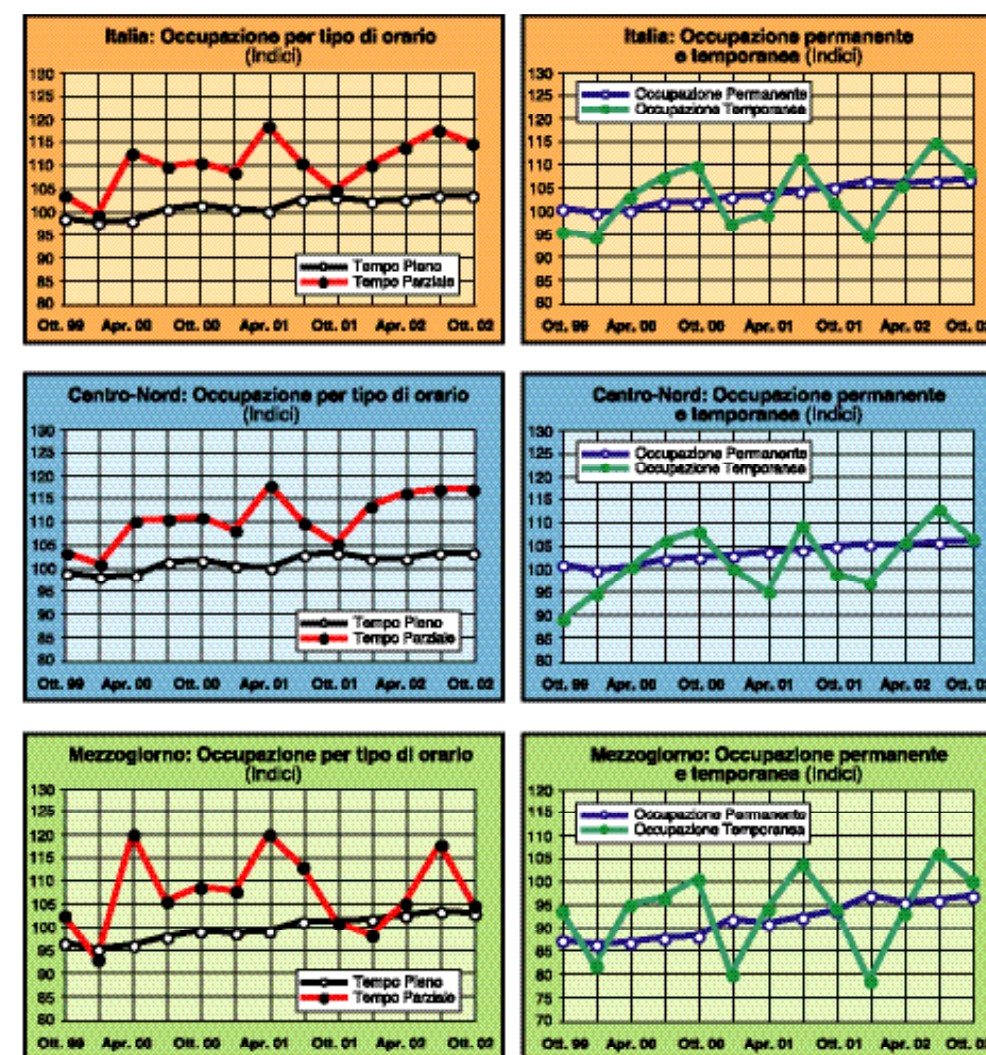 Italia: Occupazione per tipo di orario
(Indici)
130
125
120
115
110
105
100
95
90
85
80
Tempo Pieno
Tempo Parziale
Ott. 99 Apr. 00 Ott. 00 Apr. 01 Ott. 01 Apr. 02 Ott. 02
Italia: Occupazione permanente
e temporanea (Indici)
130
125
120
115
110
105
100
95
90
85
80
Occupazione Permanente
Occupazione Temporanea
Ott. 99 Apr. 00 Ott. 00 Apr. 01 Ott. 01 Apr. 02 Ott. 02
Centro-Nord: Occupazione per tipo di orario
(Indici)
130
125
120
115
110
105
100
95
90
85
80
Tempo Pieno
Tempo Parziale
Ott. 99 Apr. 00 Ott. 00 Apr. 01 Ott. 01 Apr. 02 Ott. 02
Centro-Nord: Occupazione permanente
e temporanea (Indici)
130
125
120
115
110
105
100
95
90
85
80
Occupazione Permanente
Occupazione Temporanea
Ott. 99 Apr. 00 Ott. 00 Apr. 01 Ott. 01 Apr. 02 Ott. 02
Mezzogiorno: Occupazione per tipo di orario
(Indici)
130
125
120
115
110
105
100
95
90
85
80
Tempo Pieno
Tempo Parziale
Ott. 99 Apr. 00 Ott. 00 Apr. 01 Ott. 01 Apr. 02 Ott. 02
Mezzogiorno: Occupazione permanente
e temporanea (Indici)
120
115
110
105
100
95
90
85
80
75
70
Occupazione Permanente
Occupazione Temporanea
Ott. 99 Apr. 00 Ott. 00 Apr. 01 Ott. 01 Apr. 02 Ott. 02